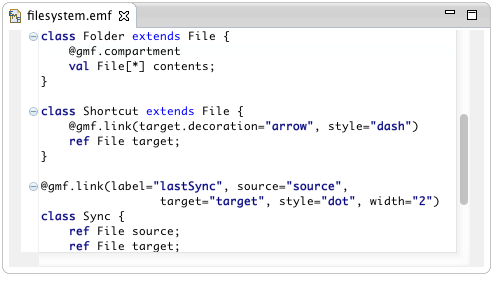 filesystem.emf
class Folder extends File {
    @gmf.compartment
    val File[*] contents;
}
class Shortcut extends File {
    @gmf.link(target.decoration="arrow", style="dash")
    ref File target;
}
@gmf.link(label="lastSync", source="source",
                 target="target", style="dot", width="2")
class Sync {
    ref File source;
    ref File target;